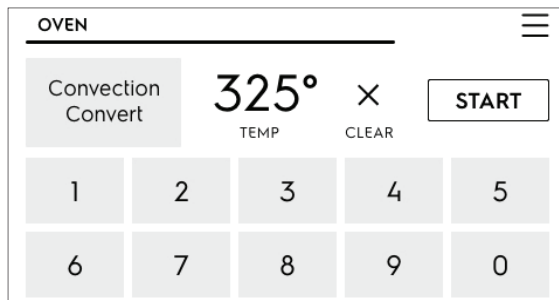 OVEN
Convection
Convert
325°
TEMP
×
CLEAR
START
1 2 3 4 5
6 7 8 9 0